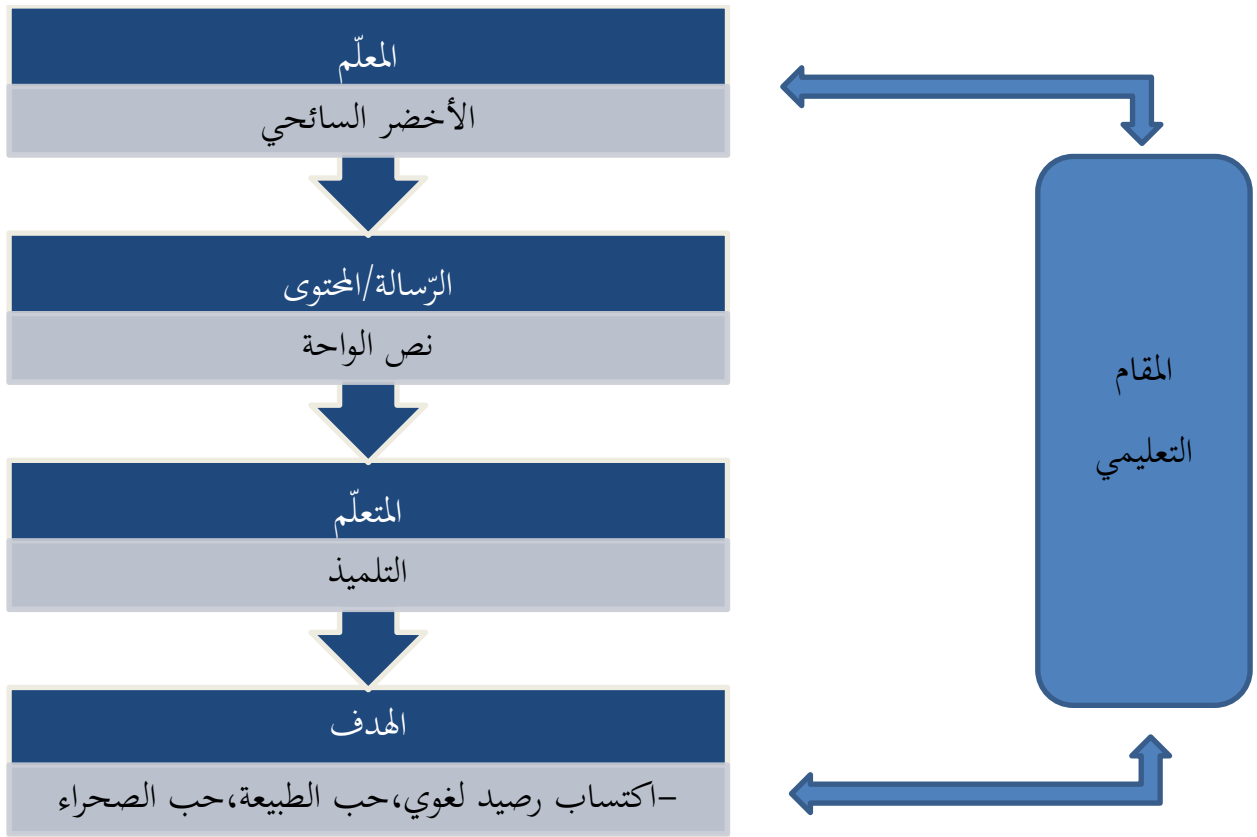 المعلّم
الأخضر السائحي
الرّسالة/المحتوى
نص الواحة
المتعلّم
التلميذ
الهدف
-اكتساب رصيد لغوي،حب الطبيعة،حب الصحراء
المقام
التعليمي